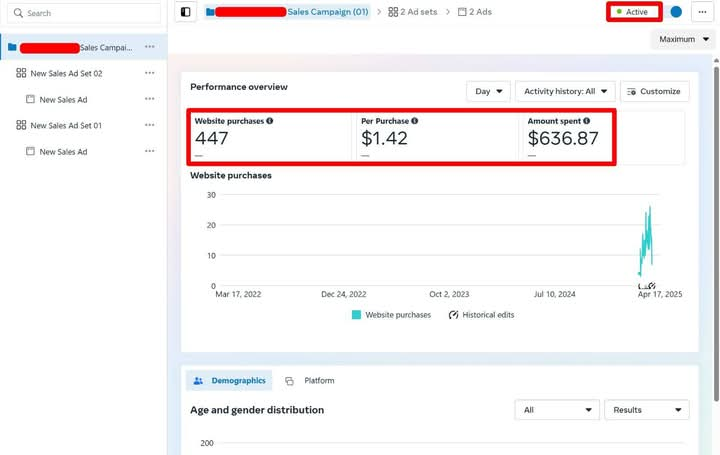 Search
Sales Campaign (01)
2 Ad sets
2 Ads
Active
Maximum
Sales Campai...
New Sales Ad Set 02
New Sales Ad
New Sales Ad Set 01
New Sales Ad
Performance overview
Day
Activity history: All
Customize
Website purchases
447
—
Per Purchase
$1.42
—
Amount spent
$636.87
—
Website purchases
30
20
10
0
Mar 17, 2022
Dec 24, 2022
Oct 2, 2023
Jul 10, 2024
Apr 17, 2025
Website purchases
Historical edits
Demographics
Platform
Age and gender distribution
All
Results
200